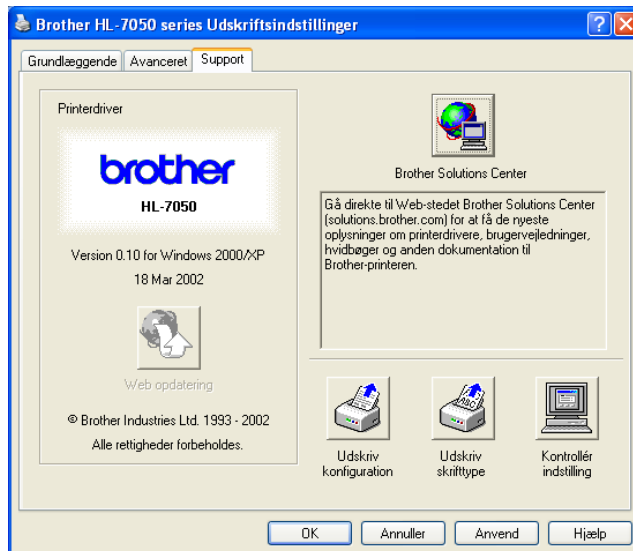 Brother HL-7050 series Udskriftsindstillinger
Grundlæggende Avanceret Support
Printerdriver
brother
HL-7050
Version 0.10 for Windows 2000/XP
18 Mar 2002
Web opdatering
© Brother Industries Ltd. 1993 - 2002
Alle rettigheder forbeholdes.
Brother Solutions Center
Gå direkte til Web-stedet Brother Solutions Center
(solutions.brother.com) for at få de nyeste
oplysninger om printerdrivere, brugervejledninger,
hvidbøger og anden dokumentation til
Brother-printeren.
Udskriv
konfiguration
Udskriv
skrifttype
Kontrollér
indstilling
OK Annuller Anvend Hjælp